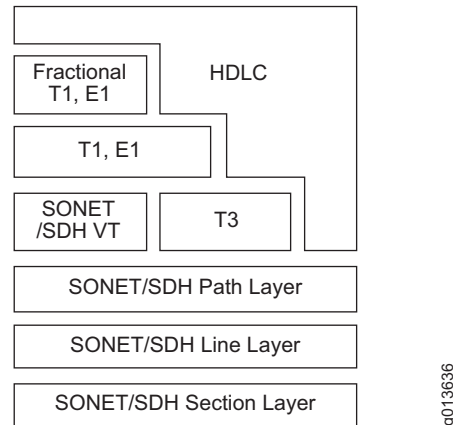 Fractional
T1, E1
HDLC
T1, E1
SONET
/SDH VT
T3
SONET/SDH Path Layer
SONET/SDH Line Layer
SONET/SDH Section Layer
g013636